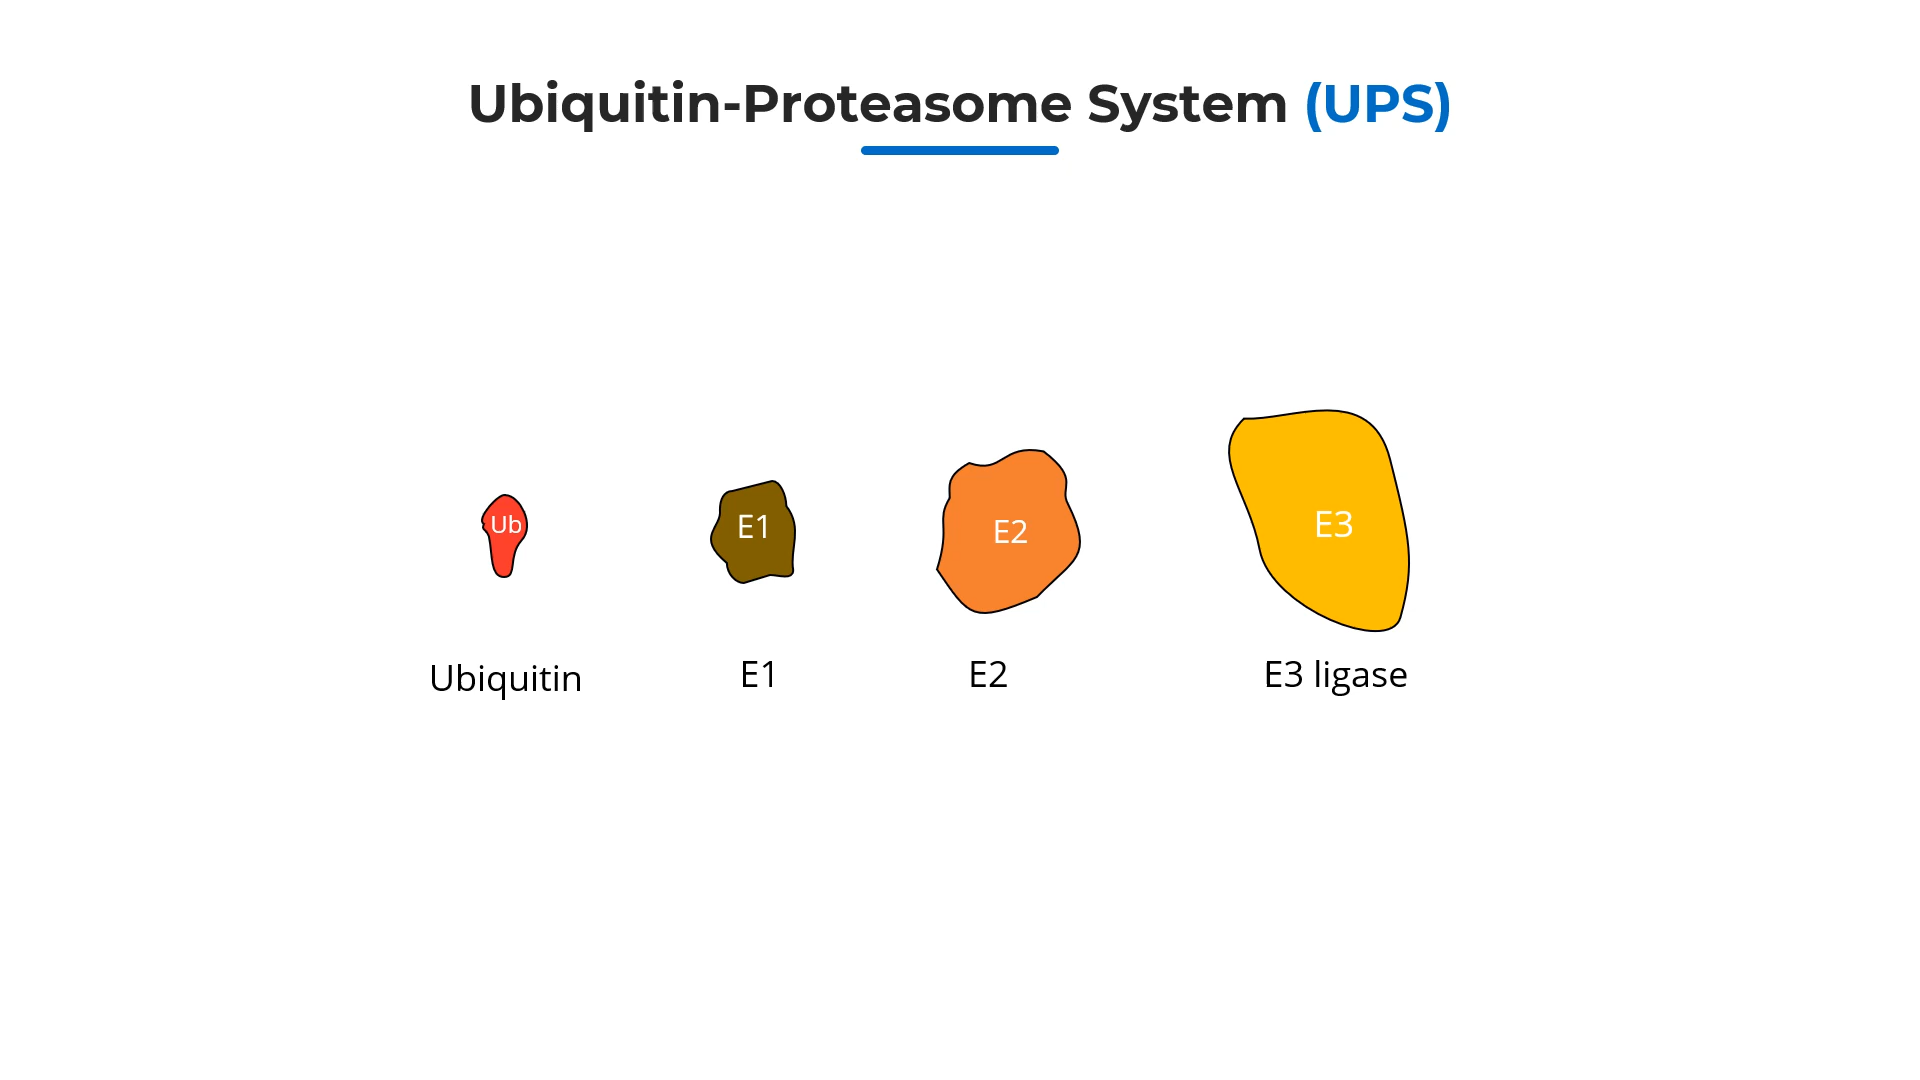 Ubiquitin-Proteasome System (UPS)
Ub
E1
E2
E3
Ubiquitin
E1
E2
E3 ligase